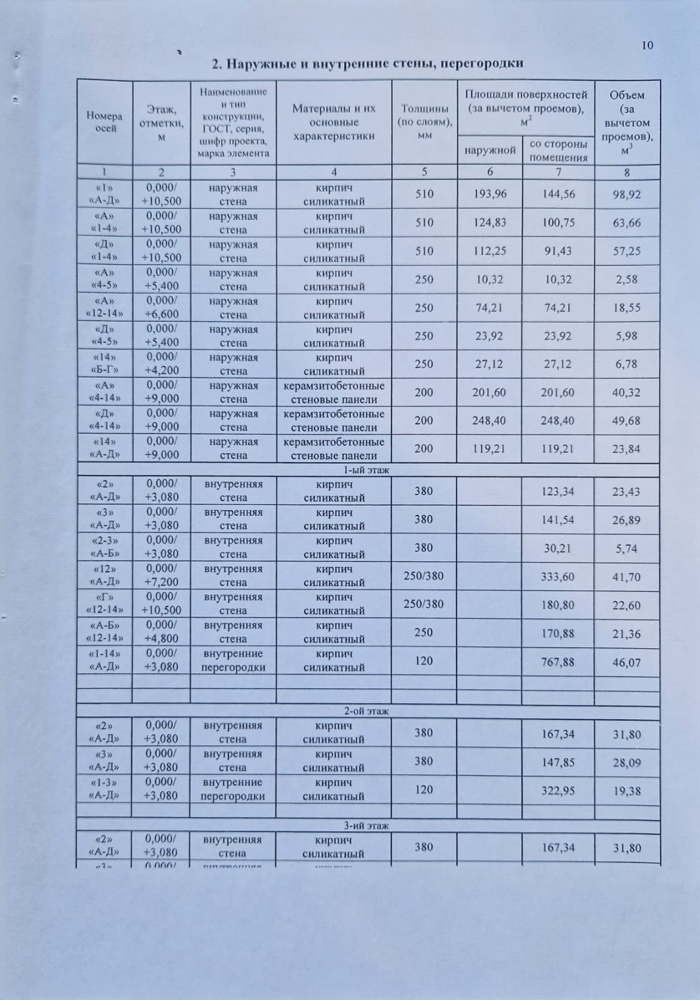 10
2. Наружные и внутренние стены, перегородки
Номера осей | Этаж, отметки, м | Наименование и тип конструкции, ГОСТ, серия, шифр проекта, марка элемента | Материалы и их основные характеристики | Толщины (по слоям), мм | Площади поверхностей (за вычетом проемов), м² | Объем (за вычетом проемов), м³
наружной | со стороны помещения
1 | 2 | 3 | 4 | 5 | 6 | 7 | 8
«1» «А-Д» | 0,000/ +10,500 | наружная стена | кирпич силикатный | 510 | 193,96 | 144,56 | 98,92
«А» «1-4» | 0,000/ +10,500 | наружная стена | кирпич силикатный | 510 | 124,83 | 100,75 | 63,66
«Д» «1-4» | 0,000/ +10,500 | наружная стена | кирпич силикатный | 510 | 112,25 | 91,43 | 57,25
«А» «4-5» | 0,000/ +5,400 | наружная стена | кирпич силикатный | 250 | 10,32 | 10,32 | 2,58
«А» «12-14» | 0,000/ +6,600 | наружная стена | кирпич силикатный | 250 | 74,21 | 74,21 | 18,55
«Д» «4-5» | 0,000/ +5,400 | наружная стена | кирпич силикатный | 250 | 23,92 | 23,92 | 5,98
«14» «Б-Г» | 0,000/ +4,200 | наружная стена | кирпич силикатный | 250 | 27,12 | 27,12 | 6,78
«А» «4-14» | 0,000/ +9,000 | наружная стена | керамзитобетонные стеновые панели | 200 | 201,60 | 201,60 | 40,32
«Д» «4-14» | 0,000/ +9,000 | наружная стена | керамзитобетонные стеновые панели | 200 | 248,40 | 248,40 | 49,68
«14» «А-Д» | 0,000/ +9,000 | наружная стена | керамзитобетонные стеновые панели | 200 | 119,21 | 119,21 | 23,84
1-ый этаж
«2» «А-Д» | 0,000/ +3,080 | внутренняя стена | кирпич силикатный | 380 | 123,34 | 23,43
«3» «А-Д» | 0,000/ +3,080 | внутренняя стена | кирпич силикатный | 380 | 141,54 | 26,89
«2-3» «А-Б» | 0,000/ +3,080 | внутренняя стена | кирпич силикатный | 380 | 30,21 | 5,74
«12» «А-Д» | 0,000/ +7,200 | внутренняя стена | кирпич силикатный | 250/380 | 333,60 | 41,70
«Г» «12-14» | 0,000/ +10,500 | внутренняя стена | кирпич силикатный | 250/380 | 180,80 | 22,60
«А-Б» «12-14» | 0,000/ +4,800 | внутренняя стена | кирпич силикатный | 250 | 170,88 | 21,36
«1-14» «А-Д» | 0,000/ +3,080 | внутренние перегородки | кирпич силикатный | 120 | 767,88 | 46,07
2-ой этаж
«2» «А-Д» | 0,000/ +3,080 | внутренняя стена | кирпич силикатный | 380 | 167,34 | 31,80
«3» «А-Д» | 0,000/ +3,080 | внутренняя стена | кирпич силикатный | 380 | 147,85 | 28,09
«1-3» «А-Д» | 0,000/ +3,080 | внутренние перегородки | кирпич силикатный | 120 | 322,95 | 19,38
3-ий этаж
«2» «А-Д» | 0,000/ +3,080 | внутренняя стена | кирпич силикатный | 380 | 167,34 | 31,80